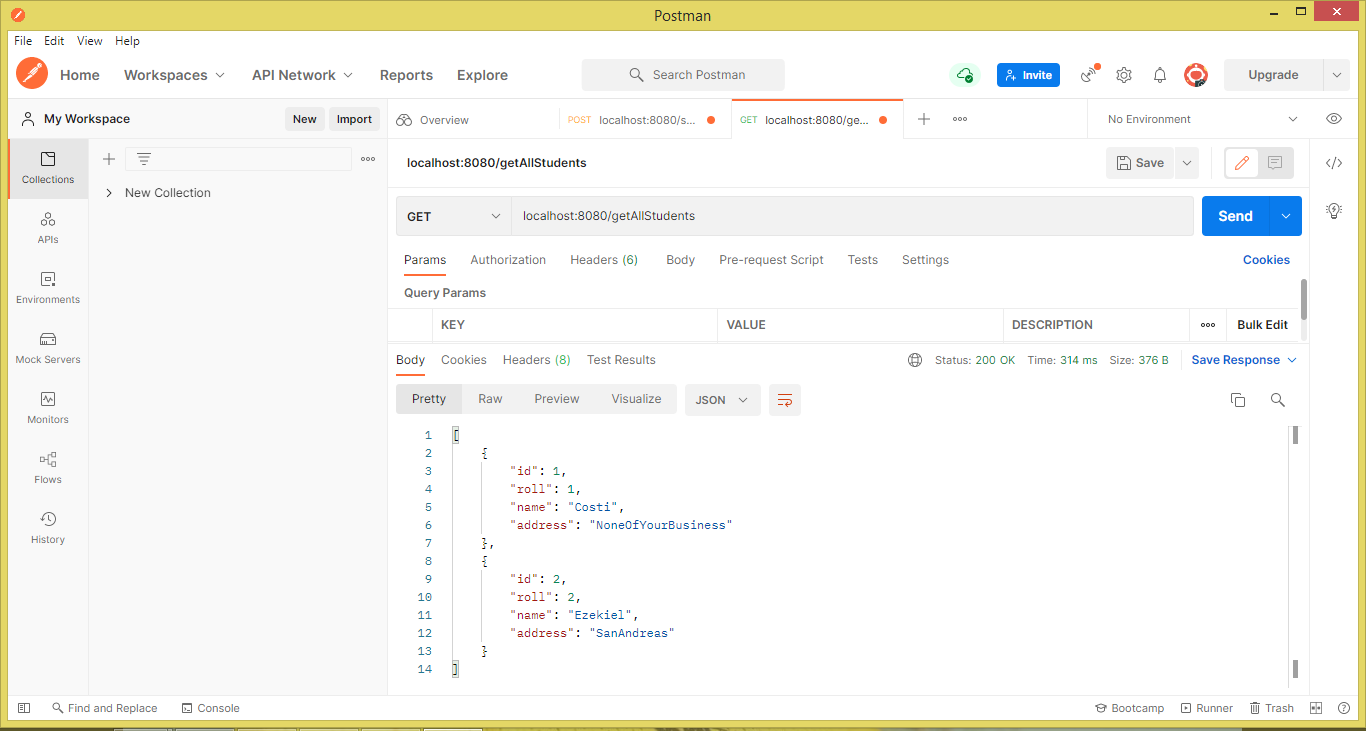 Postman
File Edit View Help
Home Workspaces API Network Reports Explore Search Postman Invite Upgrade
My Workspace New Import Overview POST localhost:8080/s... GET localhost:8080/ge... No Environment
Collections
New Collection
APIs
Environments
Mock Servers
Monitors
Flows
History
localhost:8080/getAllStudents Save
GET localhost:8080/getAllStudents Send
Params Authorization Headers (6) Body Pre-request Script Tests Settings Cookies
Query Params
KEY VALUE DESCRIPTION Bulk Edit
Body Cookies Headers (8) Test Results Status: 200 OK Time: 314 ms Size: 376 B Save Response
Pretty Raw Preview Visualize JSON
1 [
2 {
3 "id": 1,
4 "roll": 1,
5 "name": "Costi",
6 "address": "NoneOfYourBusiness"
7 },
8 {
9 "id": 2,
10 "roll": 2,
11 "name": "Ezekiel",
12 "address": "SanAndreas"
13 }
14 ]
Find and Replace Console Bootcamp Runner Trash